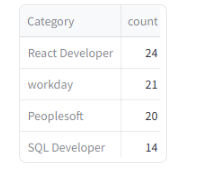 Category count
React Developer 24
workday 21
Peoplesoft 20
SQL Developer 14